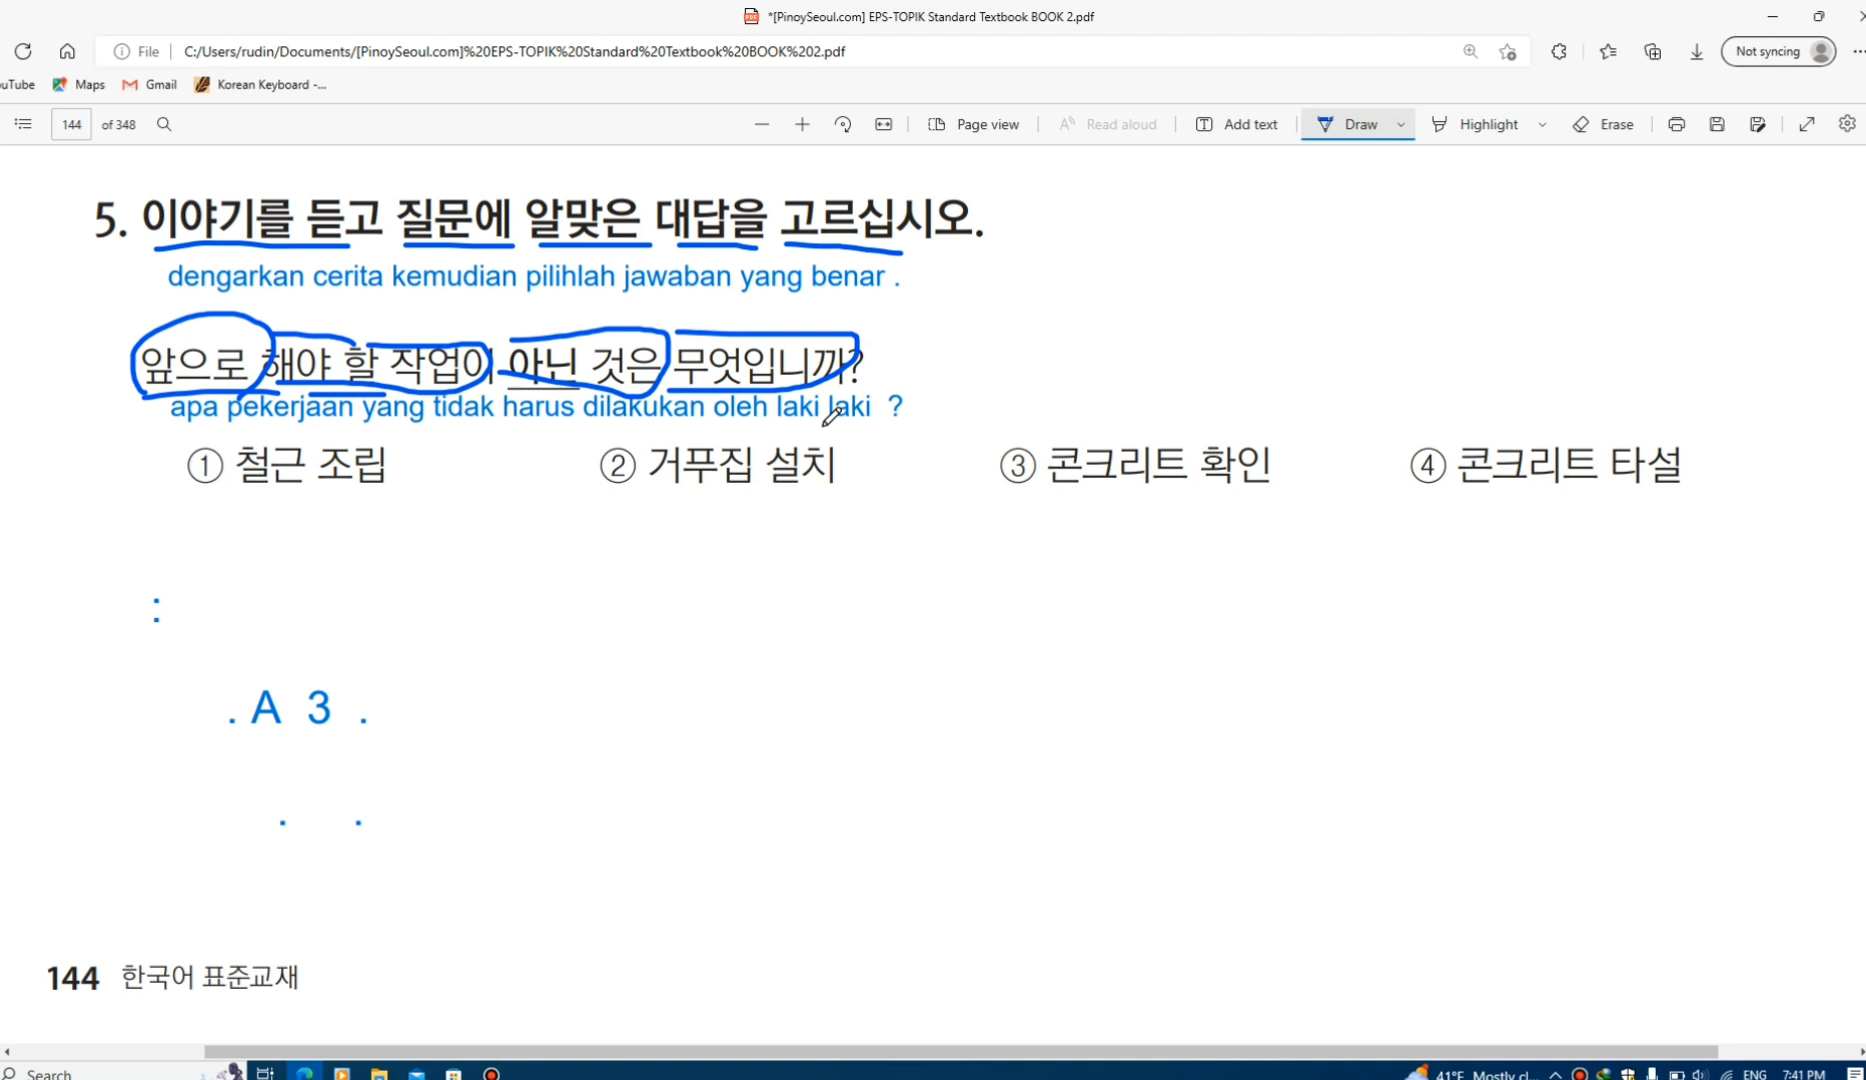 *[PinoySeoul.com] EPS-TOPIK Standard Textbook BOOK 2.pdf
File C:/Users/rudin/Documents/[PinoySeoul.com]%20EPS-TOPIK%20Standard%20Textbook%20BOOK%202.pdf Not syncing
ouTube Maps Gmail Korean Keyboard -...
144 of 348 Page view Read aloud Add text Draw Highlight Erase
5. 이야기를 듣고 질문에 알맞은 대답을 고르십시오.
dengarkan cerita kemudian pilihlah jawaban yang benar .
앞으로 해야 할 작업이 아닌 것은 무엇입니까?
apa pekerjaan yang tidak harus dilakukan oleh laki laki ?
① 철근 조립 ② 거푸집 설치 ③ 콘크리트 확인 ④ 콘크리트 타설
:
. A 3 .
. .
144 한국어 표준교재
Search 41°F Mostly cl... ENG 7:41 PM